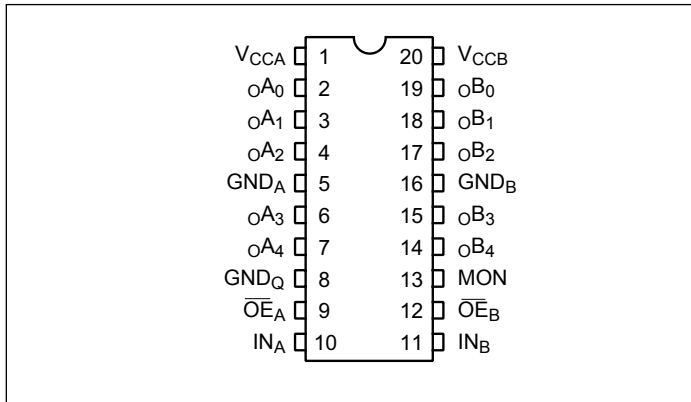 VCCA 1 20 VCCB
OA0 2 19 OB0
OA1 3 18 OB1
OA2 4 17 OB2
GNDA 5 16 GNDB
OA3 6 15 OB3
OA4 7 14 OB4
GNDQ 8 13 MON
O̅E̅A 9 12 O̅E̅B
INA 10 11 INB